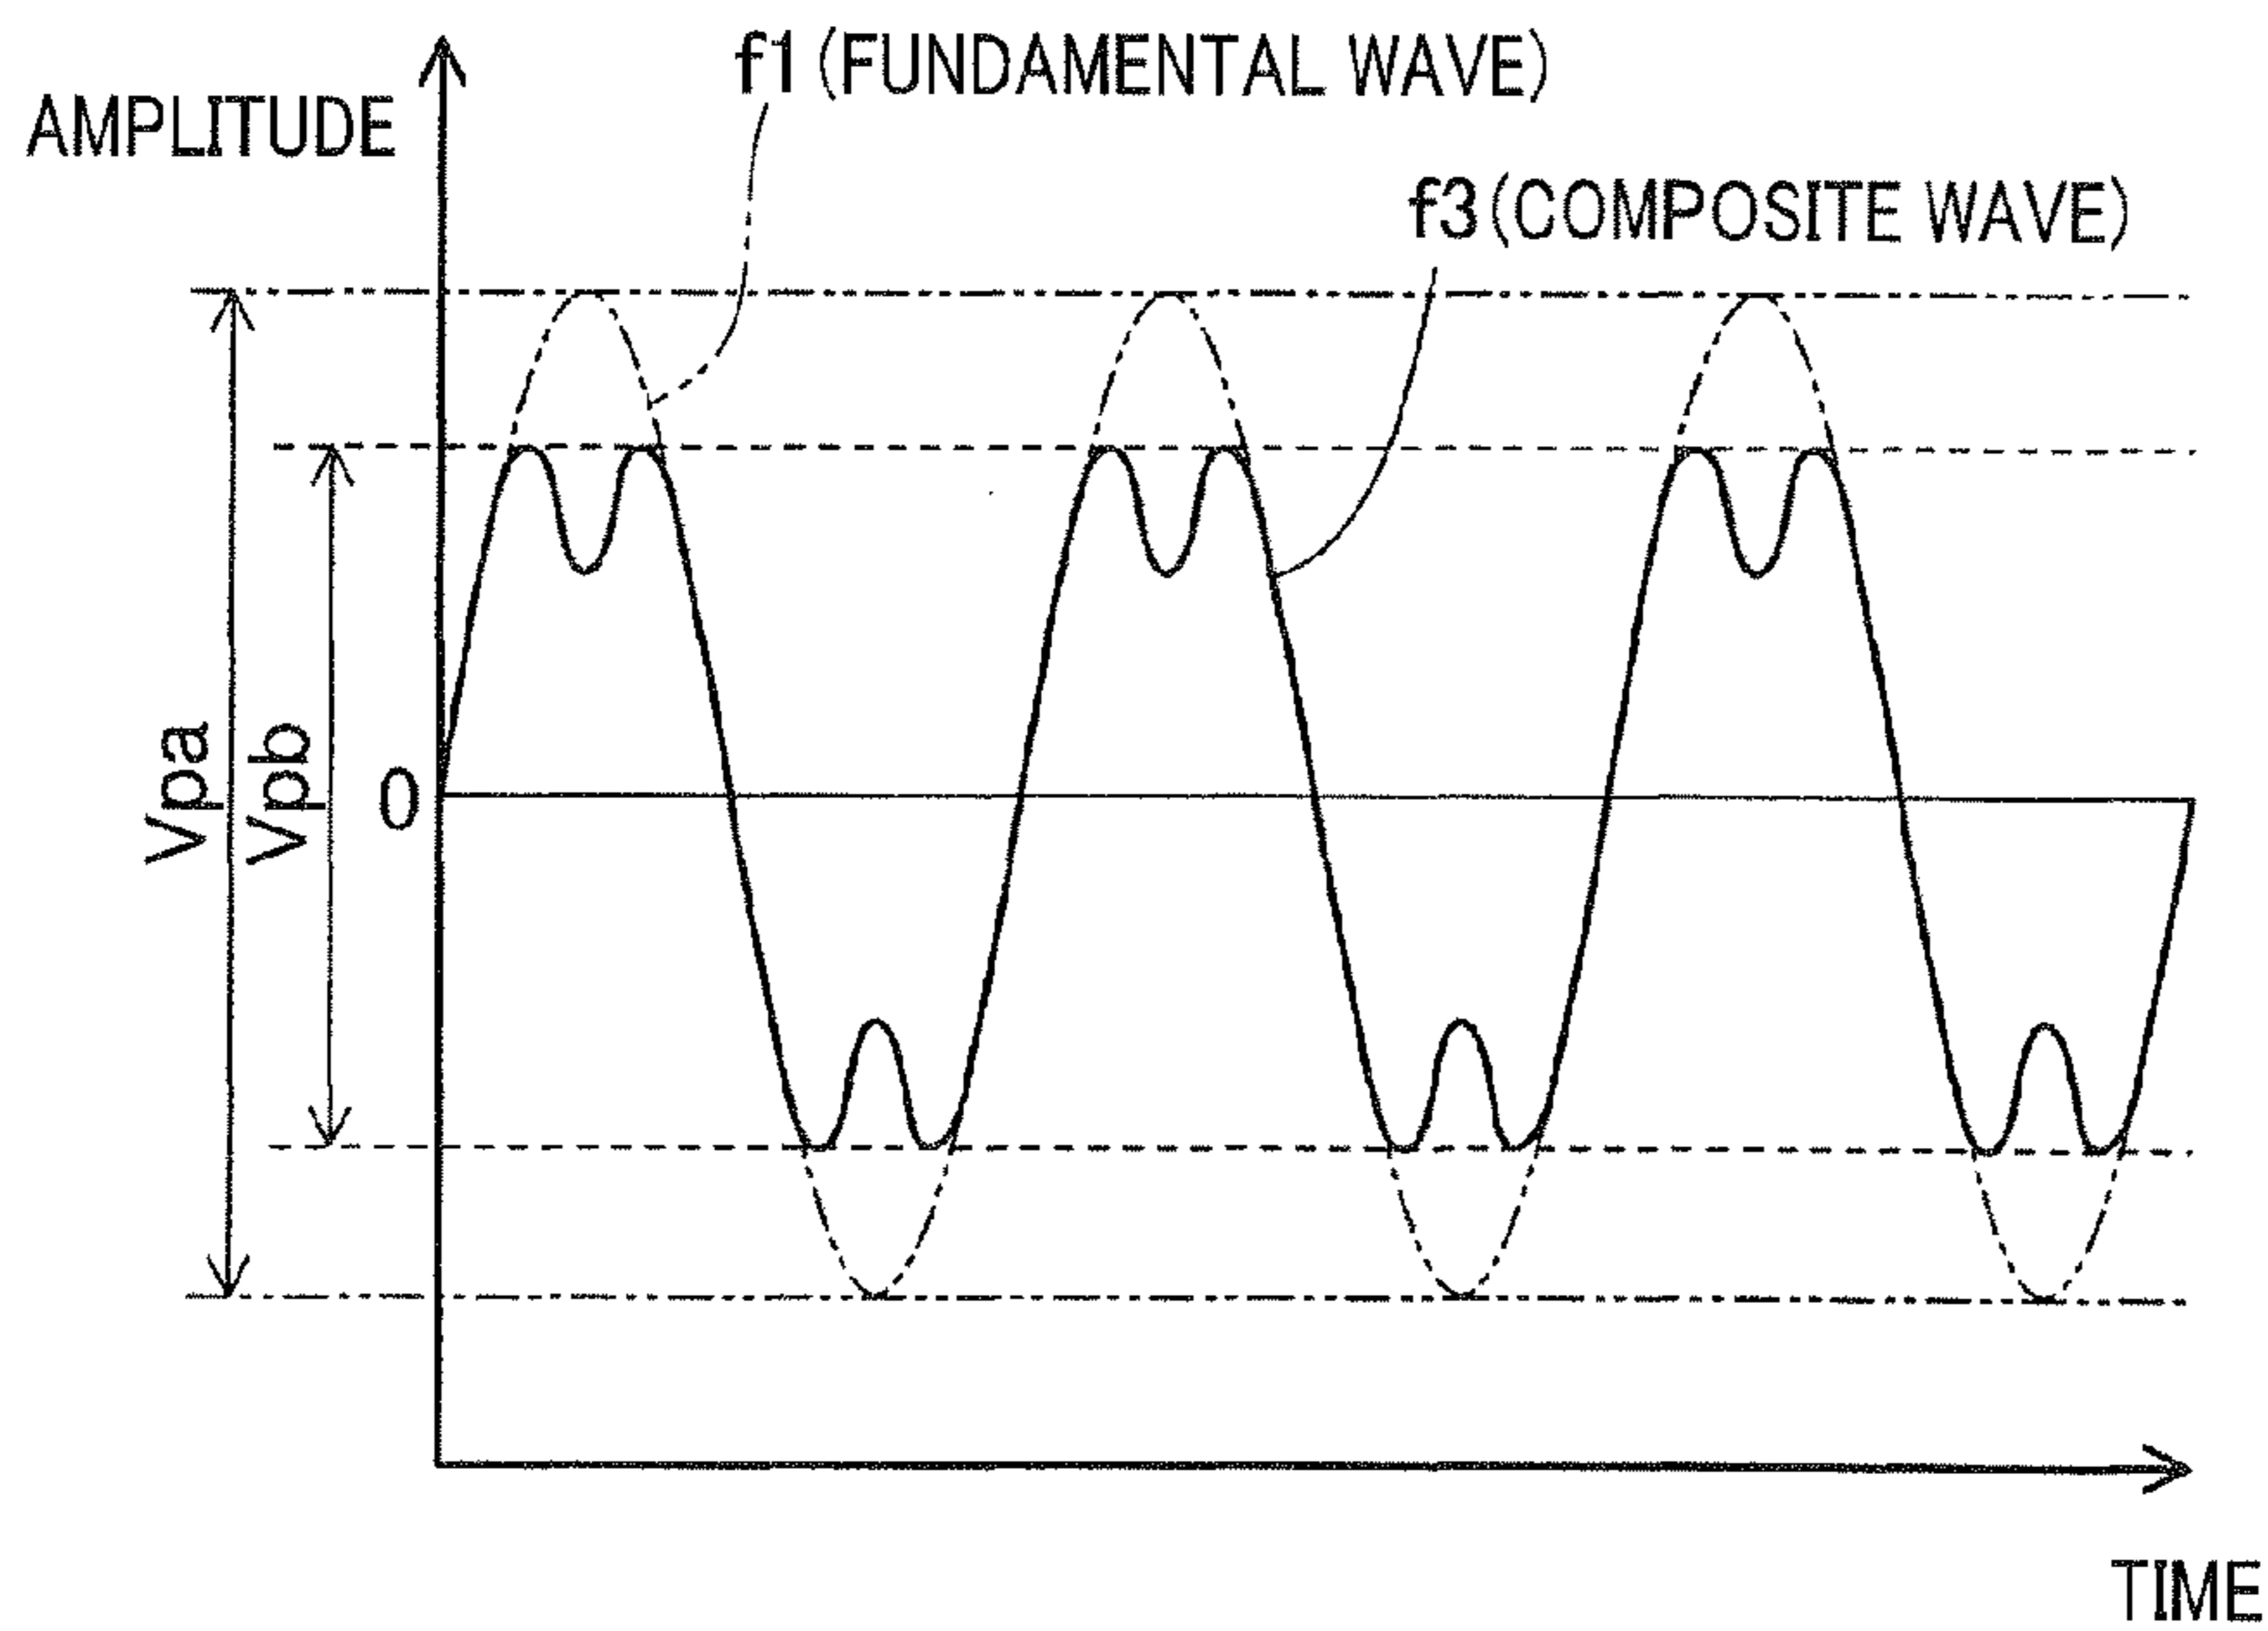 f1(FUNDAMENTAL WAVE)
AMPLITUDE
f3(COMPOSITE WAVE)
Vpa
Vpb
0
TIME